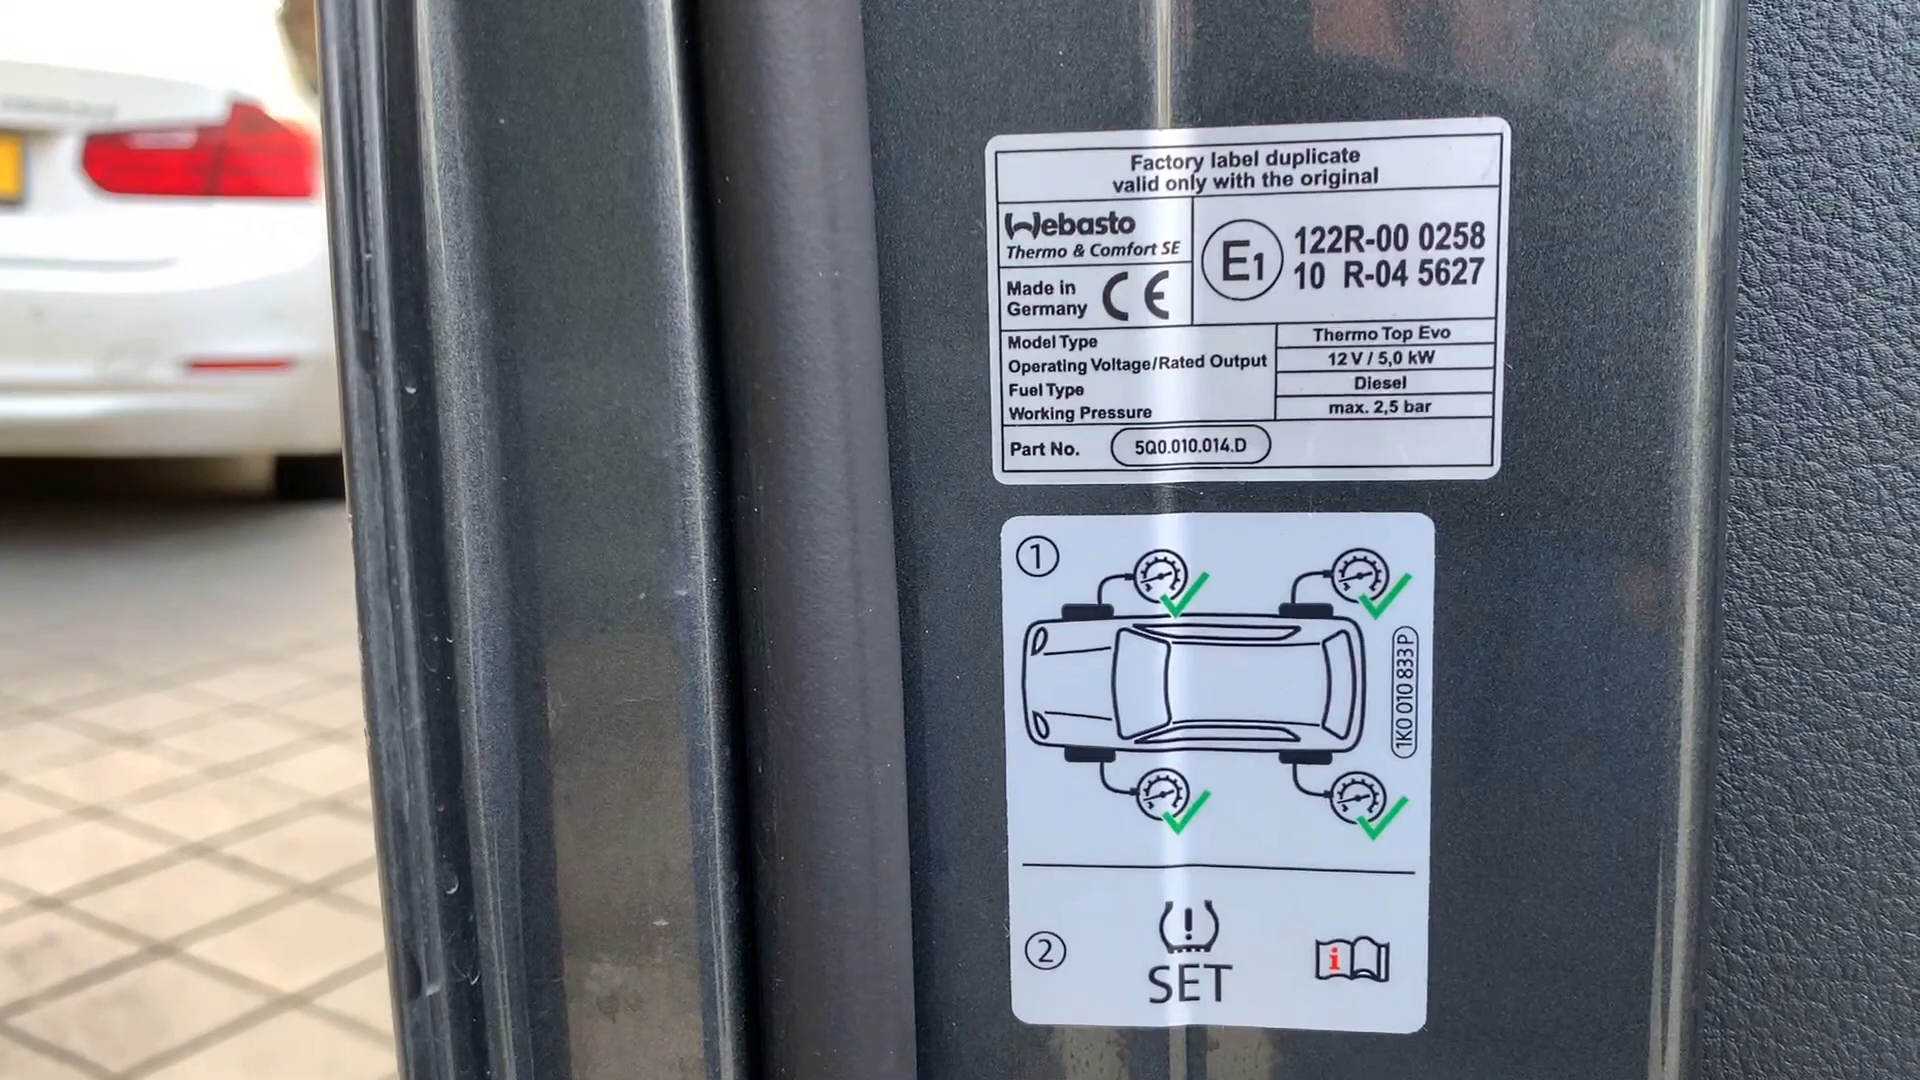 Factory label duplicate
valid only with the original
Webasto
Thermo & Comfort SE
Made in
Germany
CE
E1
122R-00 0258
10 R-04 5627
Model Type
Thermo Top Evo
Operating Voltage/Rated Output
12 V / 5,0 kW
Fuel Type
Diesel
Working Pressure
max. 2,5 bar
Part No.
5Q0.010.014.D
1
1K0 010 833 P
2
SET
i